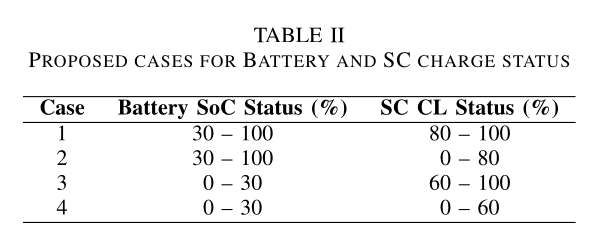 TABLE II
PROPOSED CASES FOR BATTERY AND SC CHARGE STATUS
Case Battery SoC Status (%) SC CL Status (%)
1 30 – 100 80 – 100
2 30 – 100 0 – 80
3 0 – 30 60 – 100
4 0 – 30 0 – 60